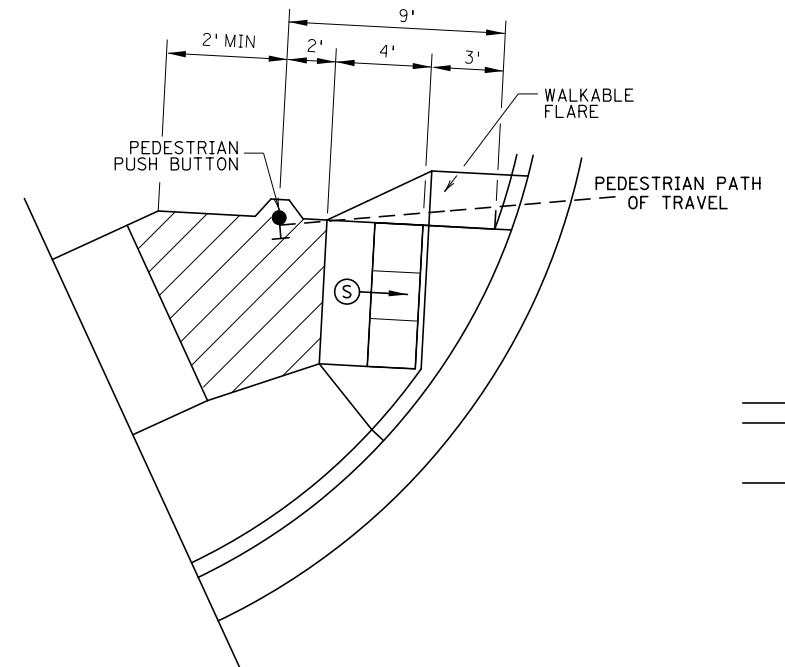 9'
2' MIN
2'
4'
3'
WALKABLE
FLARE
PEDESTRIAN
PUSH BUTTON
PEDESTRIAN PATH
OF TRAVEL
S